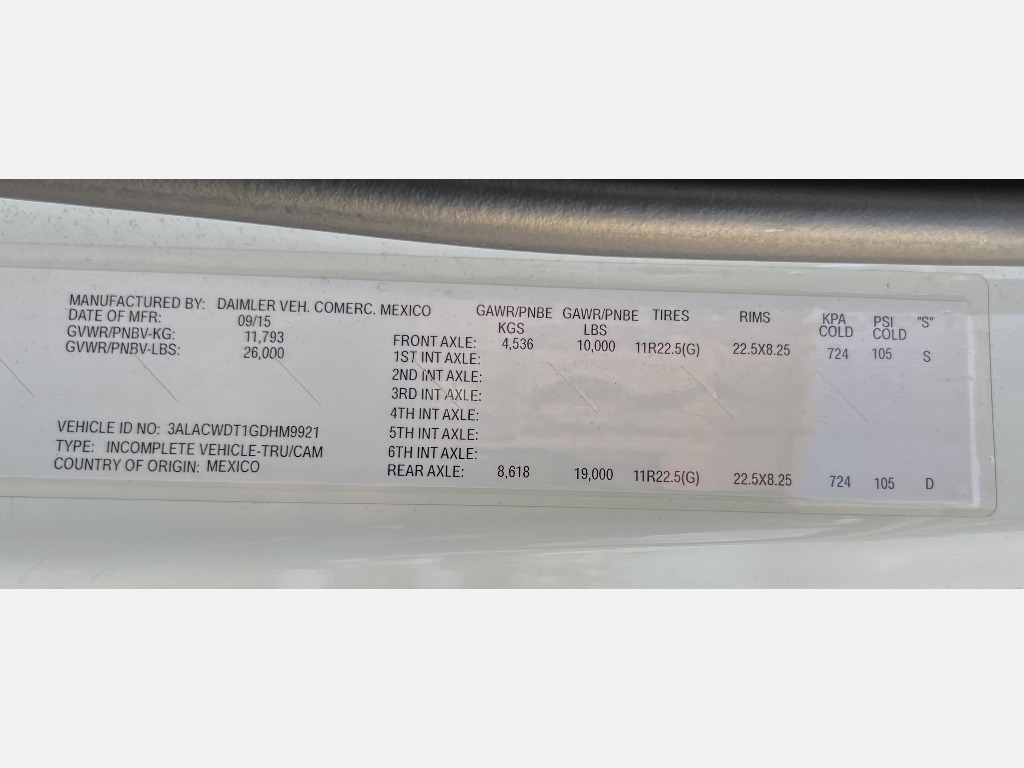 MANUFACTURED BY: DAIMLER VEH. COMERC. MEXICO
DATE OF MFR: 09/15
GVWR/PNBV-KG: 11,793
GVWR/PNBV-LBS: 26,000
VEHICLE ID NO: 3ALACWDT1GDHM9921
TYPE: INCOMPLETE VEHICLE-TRU/CAM
COUNTRY OF ORIGIN: MEXICO
GAWR/PNBE KGS GAWR/PNBE LBS TIRES RIMS KPA COLD PSI COLD "S"
FRONT AXLE: 4,536 10,000 11R22.5(G) 22.5X8.25 724 105 S
1ST INT AXLE:
2ND INT AXLE:
3RD INT AXLE:
4TH INT AXLE:
5TH INT AXLE:
6TH INT AXLE:
REAR AXLE: 8,618 19,000 11R22.5(G) 22.5X8.25 724 105 D